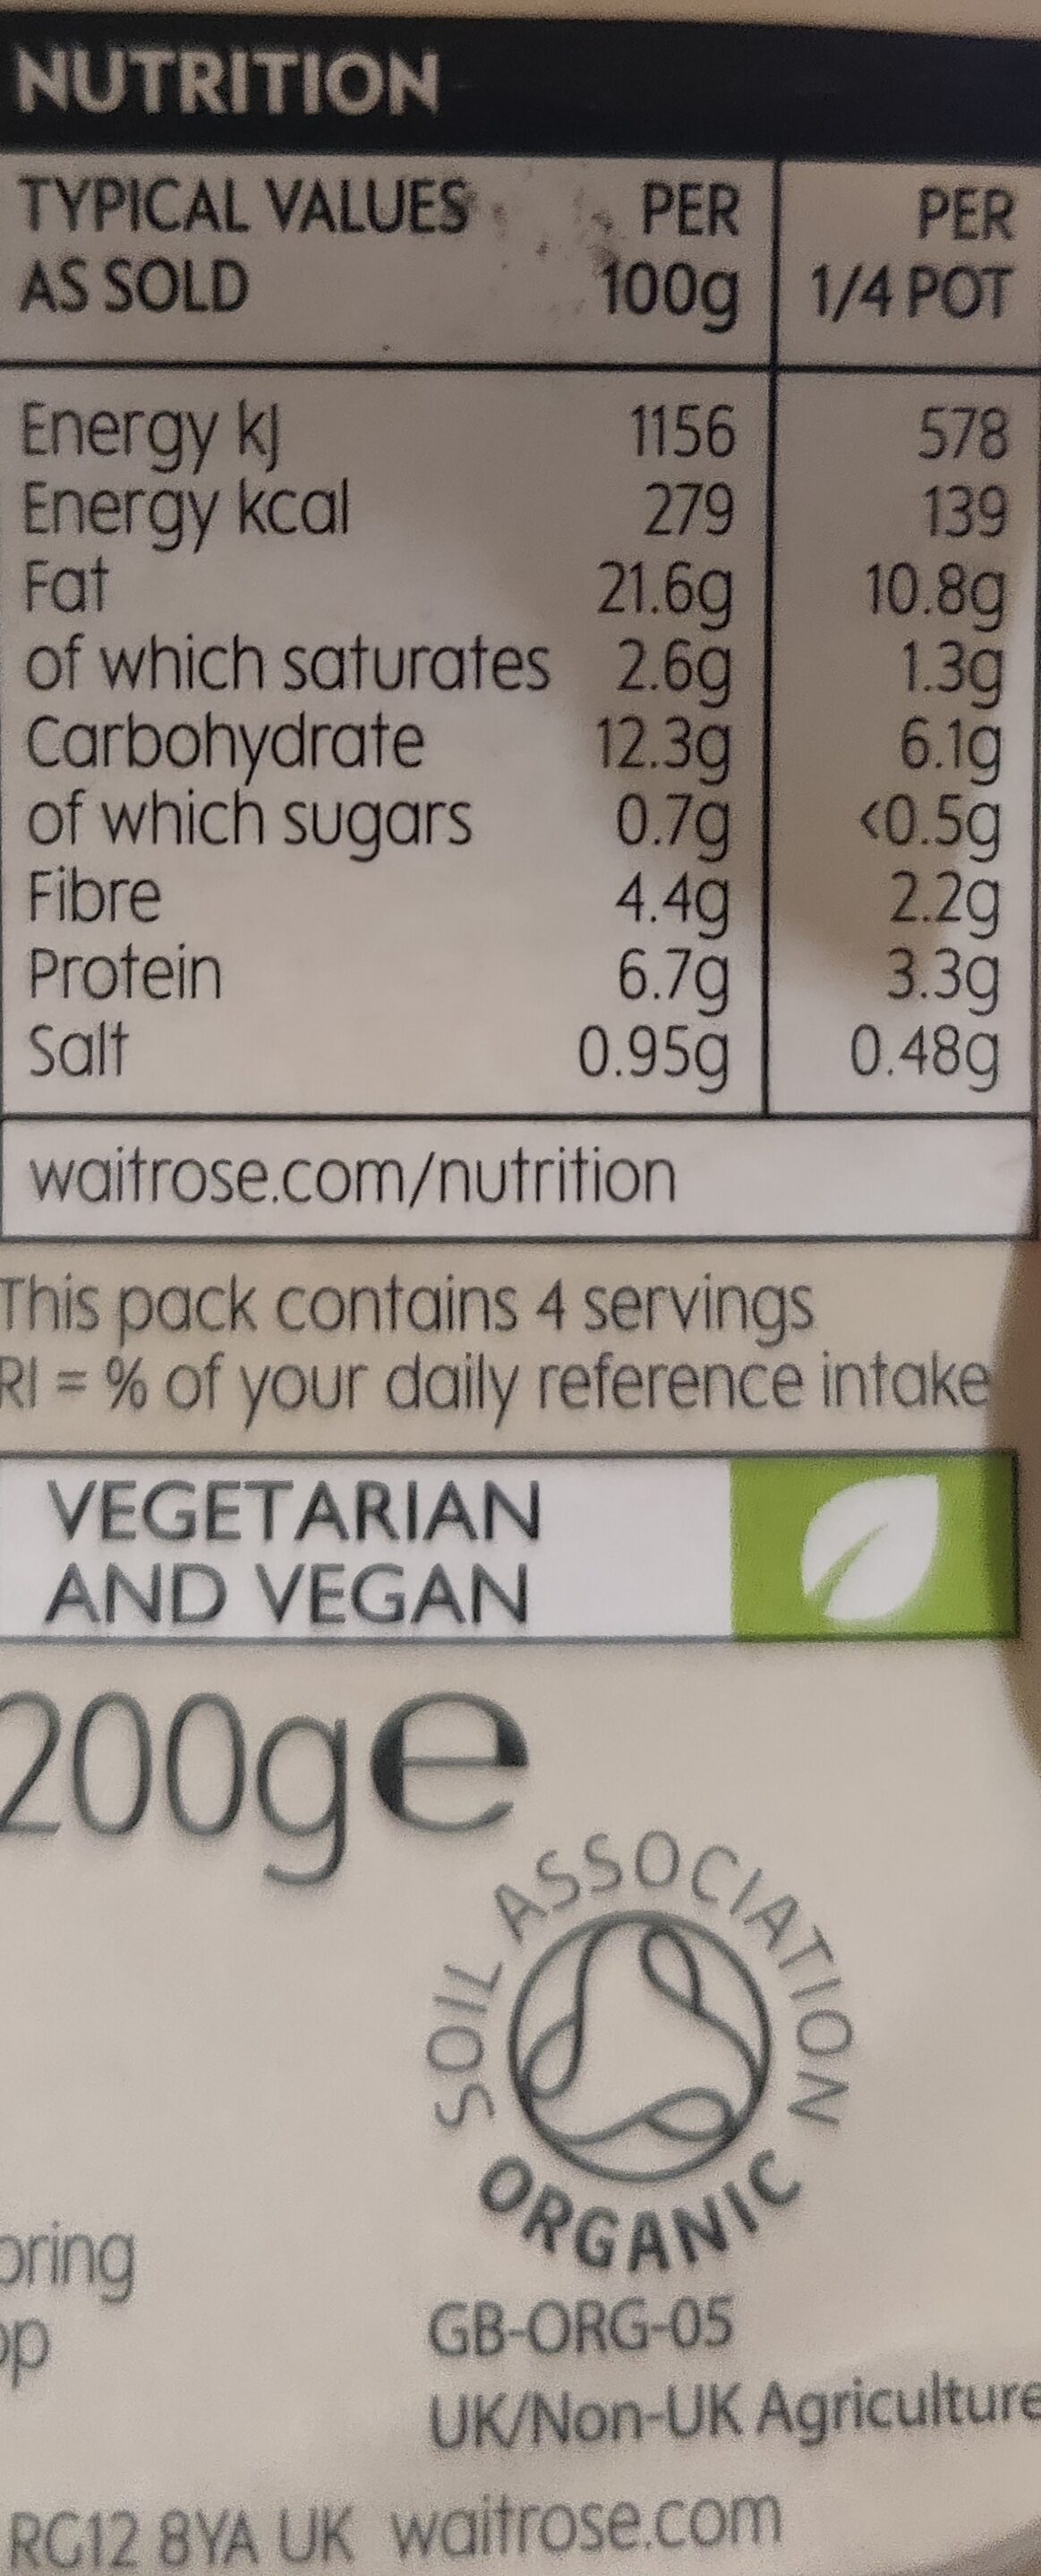 NUTRITION
TYPICAL VALUES AS SOLD PER 100g PER 1/4 POT
Energy kJ 1156 578
Energy kcal 279 139
Fat 21.6g 10.8g
of which saturates 2.6g 1.3g
Carbohydrate 12.3g 6.1g
of which sugars 0.7g <0.5g
Fibre 4.4g 2.2g
Protein 6.7g 3.3g
Salt 0.95g 0.48g
waitrose.com/nutrition
This pack contains 4 servings
RI = % of your daily reference intake
VEGETARIAN
AND VEGAN
200g e
SOIL ASSOCIATION
ORGANIC
GB-ORG-05
UK/Non-UK Agriculture
RG12 8YA UK waitrose.com